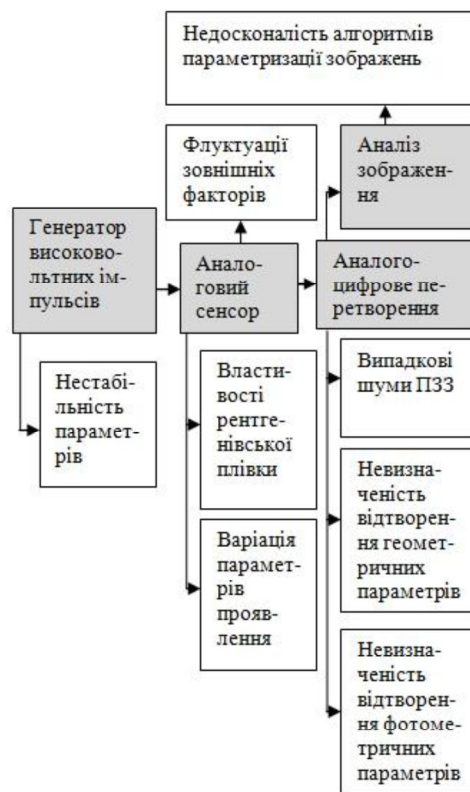 Недосконалість алгоритмів
параметризації зображень
Флуктуації
зовнішніх
факторів
Аналіз
зображен-
ня
Генератор
високово-
льтних ім-
пульсів
Анало-
говий
сенсор
Аналого-
цифрове пе-
ретворення
Нестабі-
льність
парамет-
рів
Власти-
вості
рентге-
нівської
плівки
Випадкові
шуми ПЗЗ
Невизна-
ченість
відтворен-
ня геомет-
ричних
параметрів
Варіація
парамет-
рів
прояв-
лення
Невизна-
ченість
відтворен-
ня фотоме-
тричних
параметрів